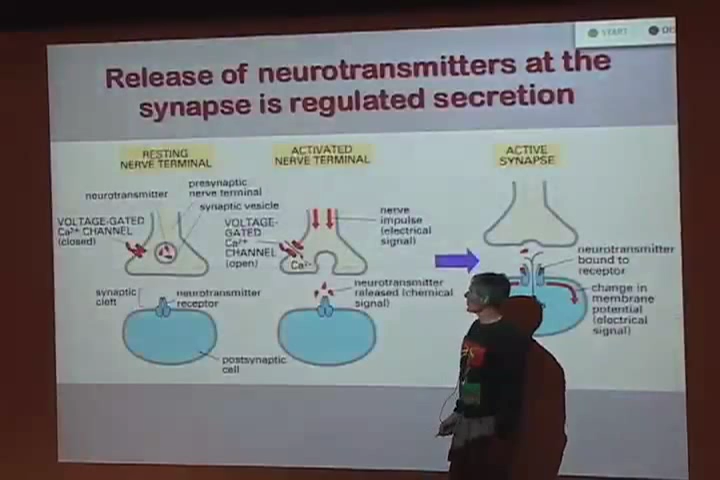 START
Release of neurotransmitters at the
synapse is regulated secretion
RESTING
NERVE TERMINAL
neurotransmitter
presynaptic
nerve terminal
synaptic vesicle
VOLTAGE-GATED
Ca²⁺ CHANNEL
(closed)
synaptic
cleft
neurotransmitter
receptor
postsynaptic
cell
ACTIVATED
NERVE TERMINAL
VOLTAGE-
GATED
Ca²⁺
CHANNEL
(open)
Ca²⁺
nerve
impulse
(electrical
signal)
neurotransmitter
released (chemical
signal)
ACTIVE
SYNAPSE
neurotransmitter
bound to
receptor
change in
membrane
potential
(electrical
signal)